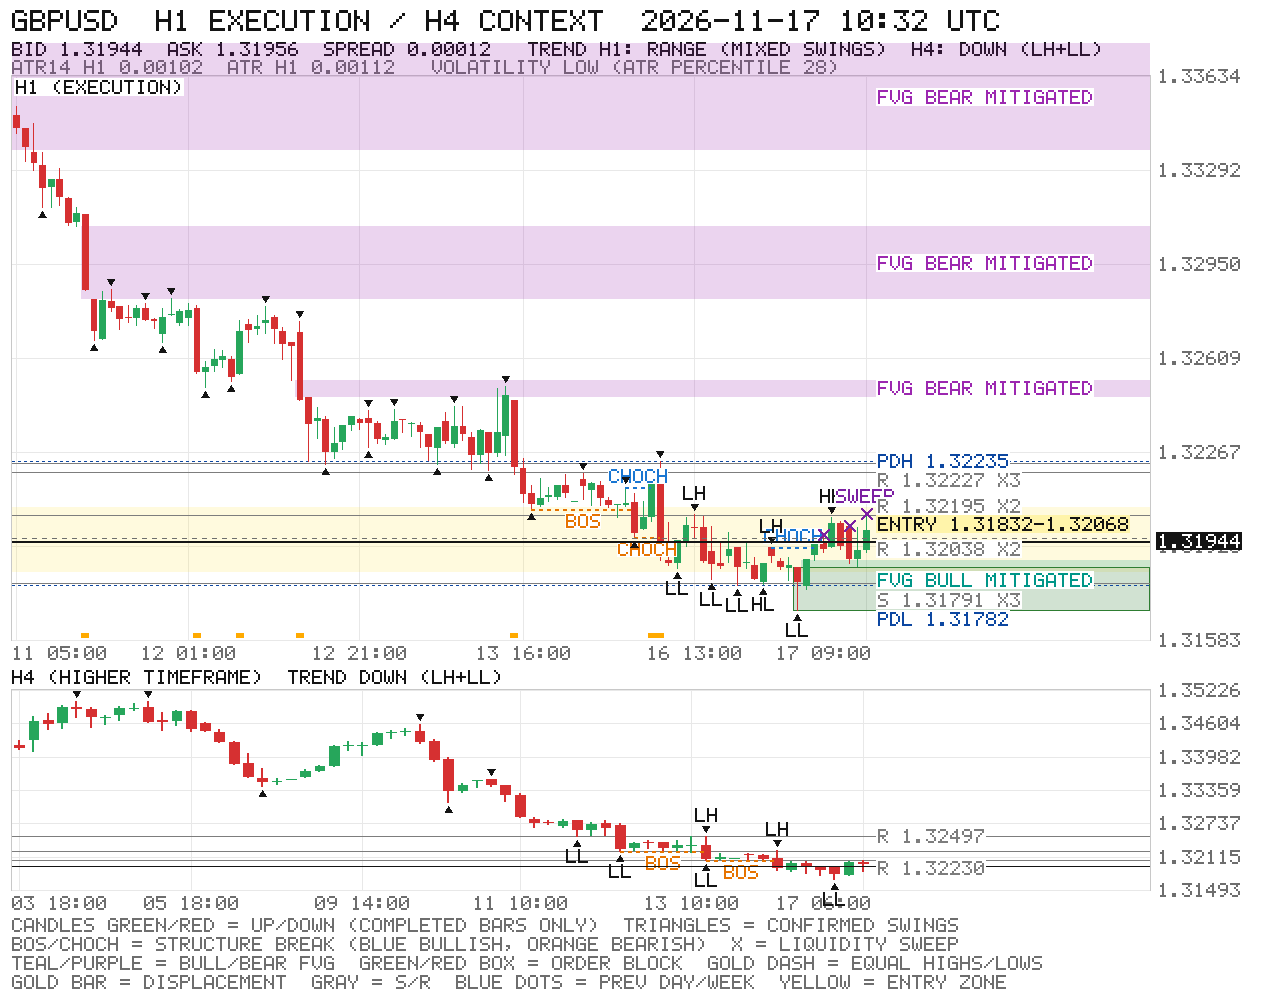 GBPUSD  H1 EXECUTION / H4 CONTEXT  2026-11-17 10:32 UTC
BID 1.31944  ASK 1.31956  SPREAD 0.00012  TREND H1: RANGE (MIXED SWINGS)  H4: DOWN (LH+LL)
ATR14 H1 0.00102  ATR H1 0.00112  VOLATILITY LOW (ATR PERCENTILE 28)
1.33634
H1 (EXECUTION)
FVG BEAR MITIGATED
1.33292
FVG BEAR MITIGATED
1.32950
1.32609
FVG BEAR MITIGATED
1.32267
PDH 1.32235
CHOCH
R 1.32227 X3
LH
SWEEP
R 1.32195 X2
BOS
LH
ENTRY 1.31832-1.32068
CHOCH
1.31944
CHOCH
R 1.32038 X2
FVG BULL MITIGATED
LL
LL
LL
HL
S 1.31791 X3
LL
PDL 1.31782
1.31583
11 05:00
12 01:00
12 21:00
13 16:00
16 13:00
17 09:00
H4 (HIGHER TIMEFRAME)  TREND DOWN (LH+LL)
1.35226
1.34604
1.33982
1.33359
1.32737
LH
LH
R 1.32497
1.32115
LL
BOS
LL
BOS
R 1.32230
LL
LL
1.31493
03 18:00
05 18:00
09 14:00
11 10:00
13 10:00
CANDLES GREEN/RED = UP/DOWN (COMPLETED BARS ONLY)  TRIANGLES = CONFIRMED SWINGS
BOS/CHOCH = STRUCTURE BREAK (BLUE BULLISH, ORANGE BEARISH)  X = LIQUIDITY SWEEP
TEAL/PURPLE = BULL/BEAR FVG  GREEN/RED BOX = ORDER BLOCK  GOLD DASH = EQUAL HIGHS/LOWS
GOLD BAR = DISPLACEMENT  GRAY = S/R  BLUE DOTS = PREV DAY/WEEK  YELLOW = ENTRY ZONE